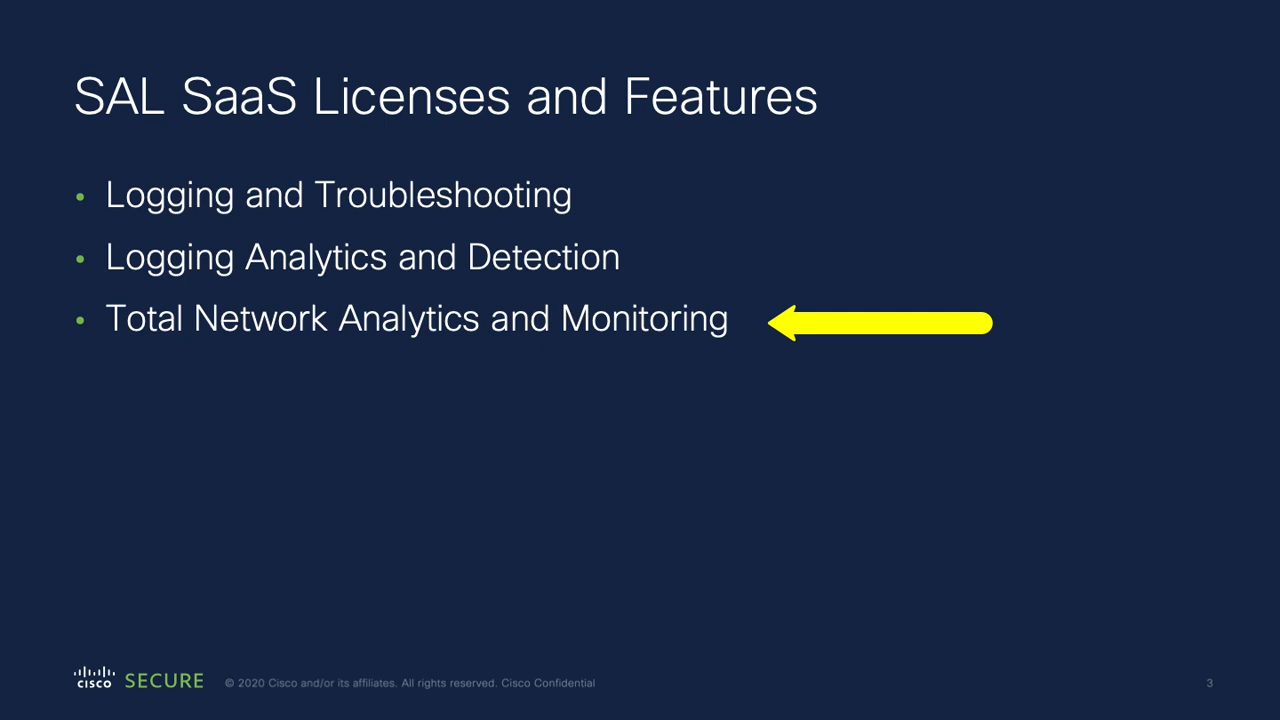 SAL SaaS Licenses and Features
• Logging and Troubleshooting
• Logging Analytics and Detection
• Total Network Analytics and Monitoring
CISCO SECURE © 2020 Cisco and/or its affiliates. All rights reserved. Cisco Confidential 3